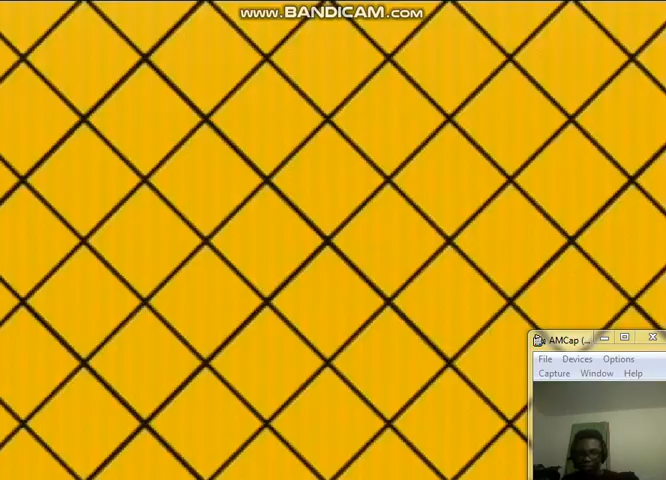 www.BANDICAM.com
AMCap (...
File Devices Options
Capture Window Help